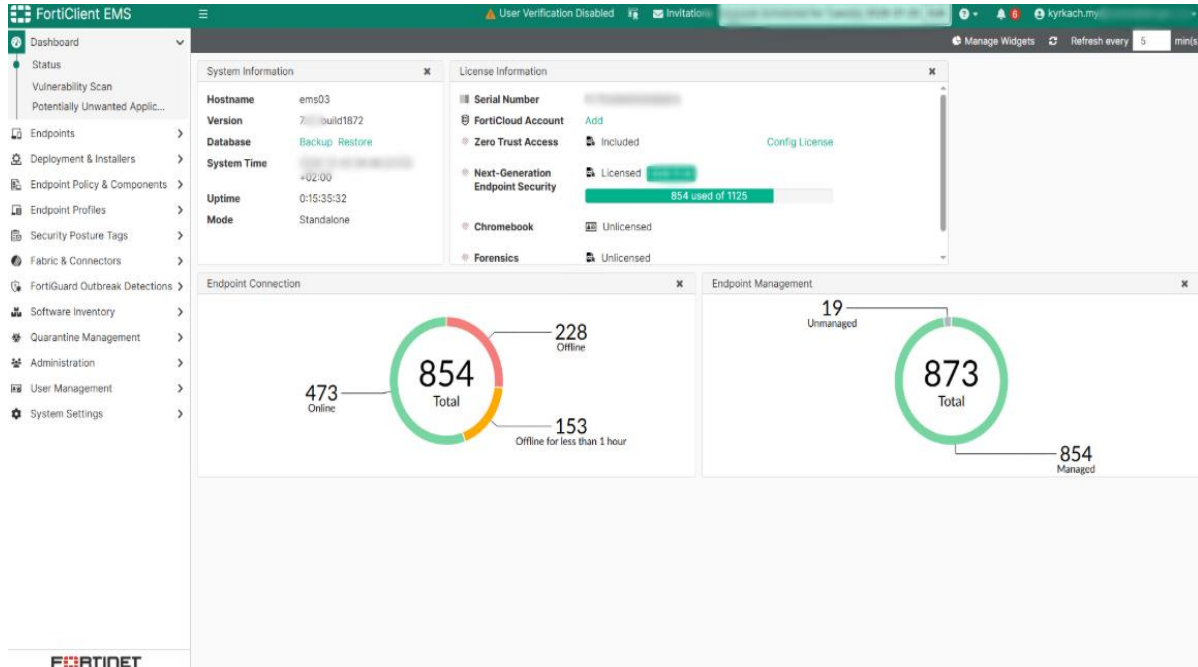 FortiClient EMS
User Verification Disabled
Invitation
6
kyrkach.my
Dashboard
Manage Widgets
Refresh every 5 min(s
Status
Vulnerability Scan
Potentially Unwanted Applic...
Endpoints
Deployment & Installers
Endpoint Policy & Components
Endpoint Profiles
Security Posture Tags
Fabric & Connectors
FortiGuard Outbreak Detections
Software Inventory
Quarantine Management
Administration
User Management
System Settings
FORTINET
System Information
Hostname ems03
Version 7. build1872
Database Backup Restore
System Time
+02:00
Uptime 0:15:35:32
Mode Standalone
License Information
Serial Number
FortiCloud Account Add
Zero Trust Access Included Config License
Next-Generation Endpoint Security Licensed
854 used of 1125
Chromebook Unlicensed
Forensics Unlicensed
Endpoint Connection
228
Offline
854
Total
473
Online
153
Offline for less than 1 hour
Endpoint Management
19
Unmanaged
873
Total
854
Managed